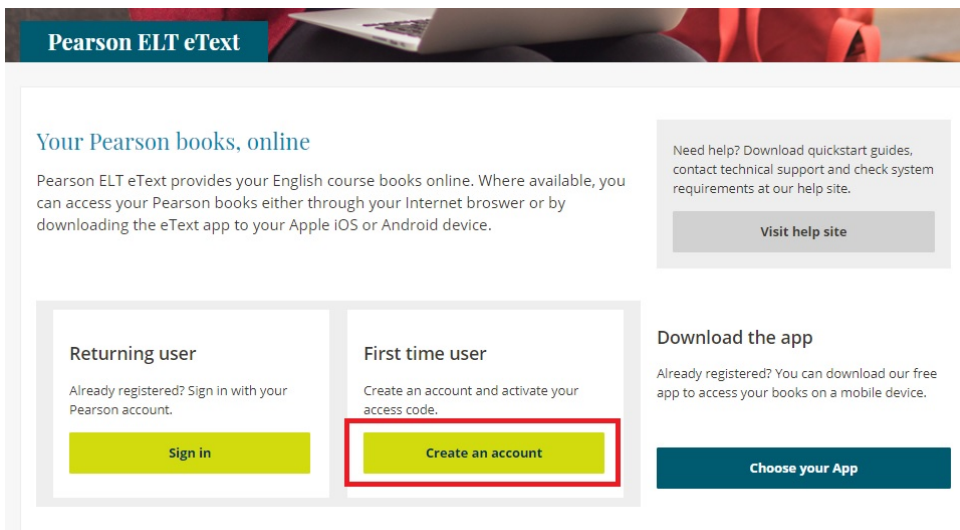 Pearson ELT eText
Your Pearson books, online
Pearson ELT eText provides your English course books online. Where available, you
can access your Pearson books either through your Internet broswer or by
downloading the eText app to your Apple iOS or Android device.
Need help? Download quickstart guides,
contact technical support and check system
requirements at our help site.
Visit help site
Returning user
Already registered? Sign in with your
Pearson account.
Sign in
First time user
Create an account and activate your
access code.
Create an account
Download the app
Already registered? You can download our free
app to access your books on a mobile device.
Choose your App